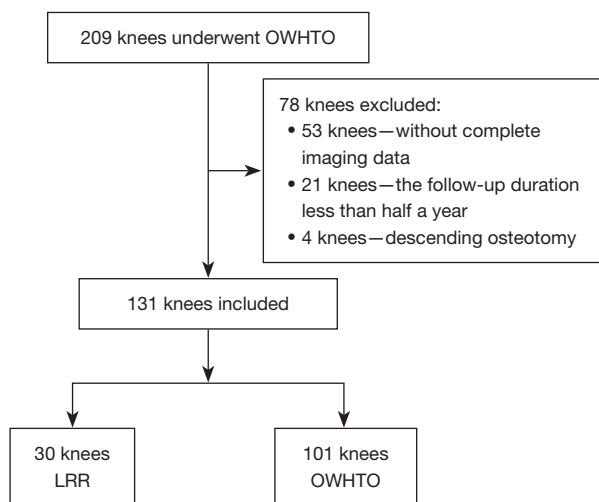 209 knees underwent OWHTO
78 knees excluded:
• 53 knees—without complete
imaging data
• 21 knees—the follow-up duration
less than half a year
• 4 knees—descending osteotomy
131 knees included
30 knees
LRR
101 knees
OWHTO